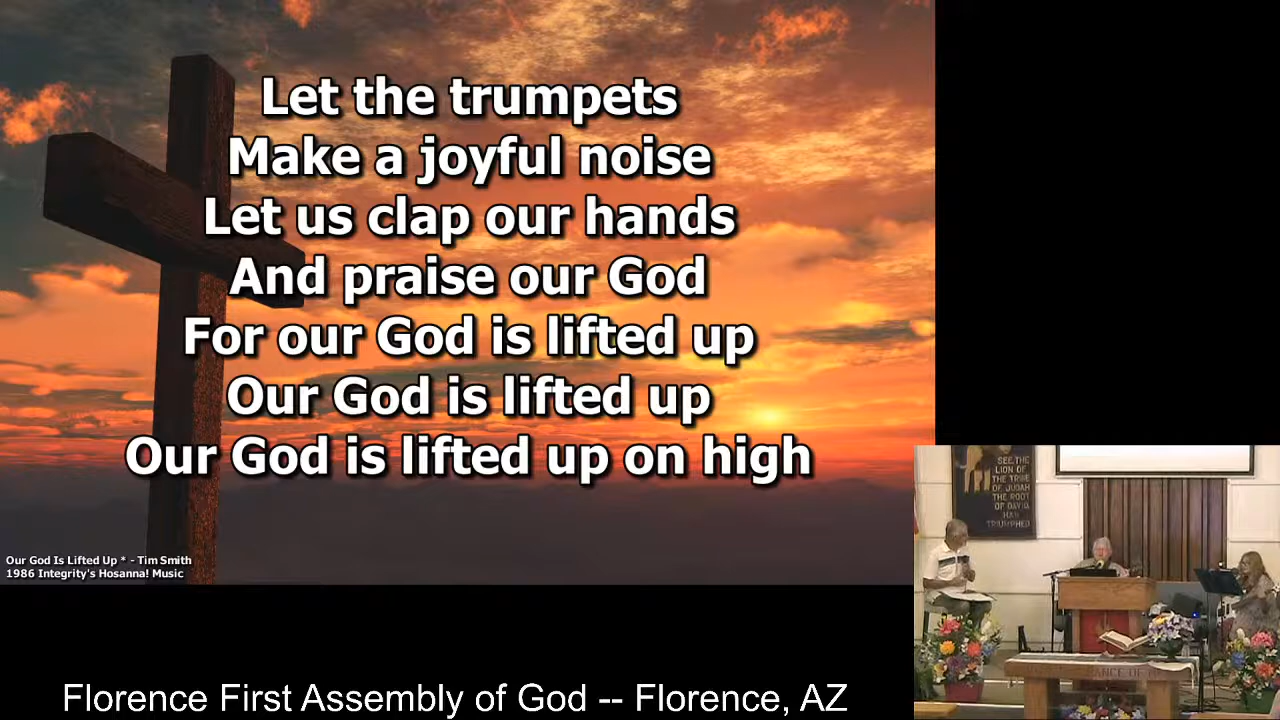 Let the trumpets
Make a joyful noise
Let us clap our hands
And praise our God
For our God is lifted up
Our God is lifted up
Our God is lifted up on high
Our God Is Lifted Up * - Tim Smith
1986 Integrity's Hosanna! Music
SEE, THE
LION OF
THE TRIBE
OF JUDAH
THE ROOT
OF DAVID,
HAS
TRIUMPHED
Florence First Assembly of God -- Florence, AZ